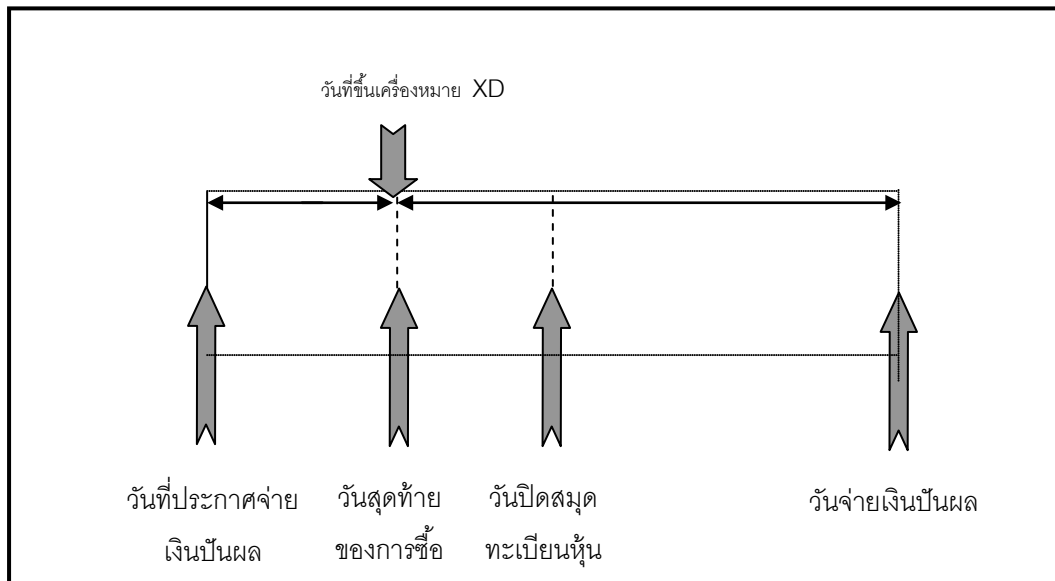 วันที่ขึ้นเครื่องหมาย XD
วันที่ประกาศจ่าย
เงินปันผล
วันสุดท้าย
ของการซื้อ
วันปิดสมุด
ทะเบียนหุ้น
วันจ่ายเงินปันผล